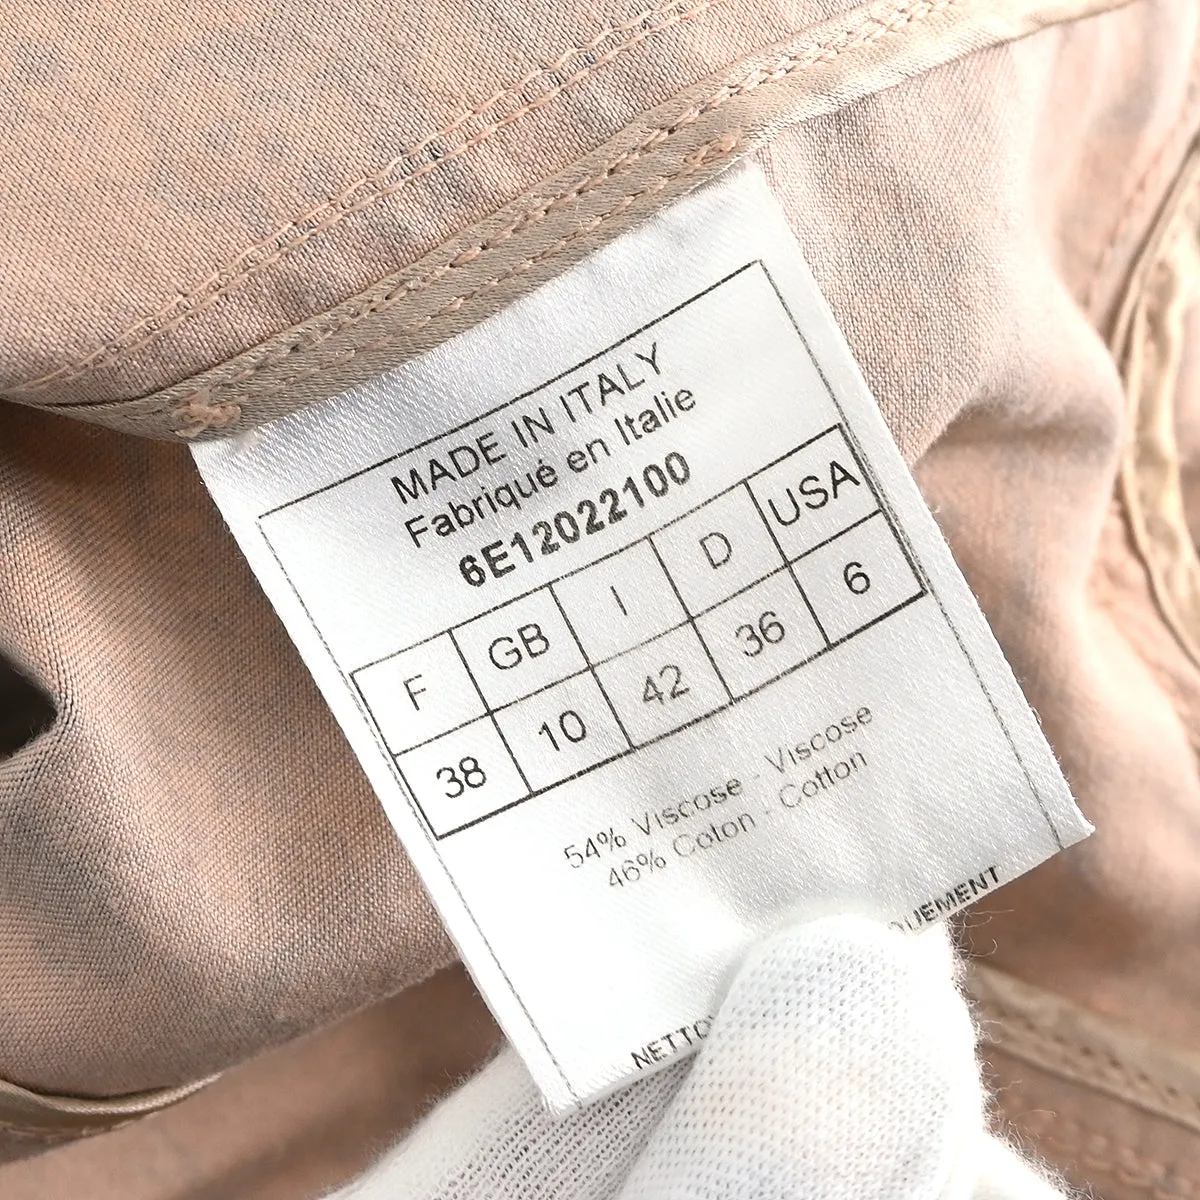 MADE IN ITALY
Fabriqué en Italie
6E12022100
F GB I D USA
38 10 42 36 6
54% Viscose - Viscose
46% Coton - Cotton